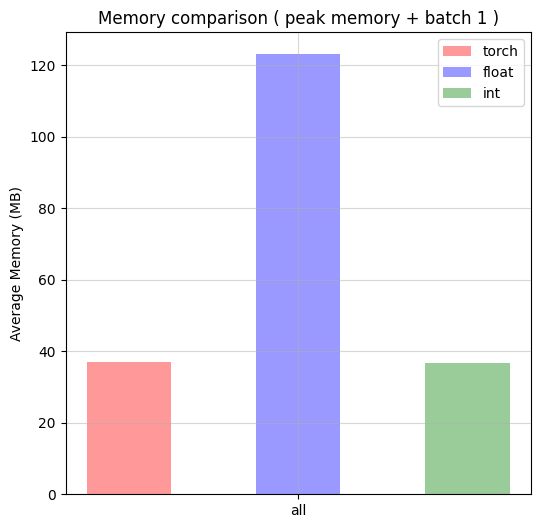 Memory comparison ( peak memory + batch 1 )
torch
float
int
Average Memory (MB)
120
100
80
60
40
20
0
all